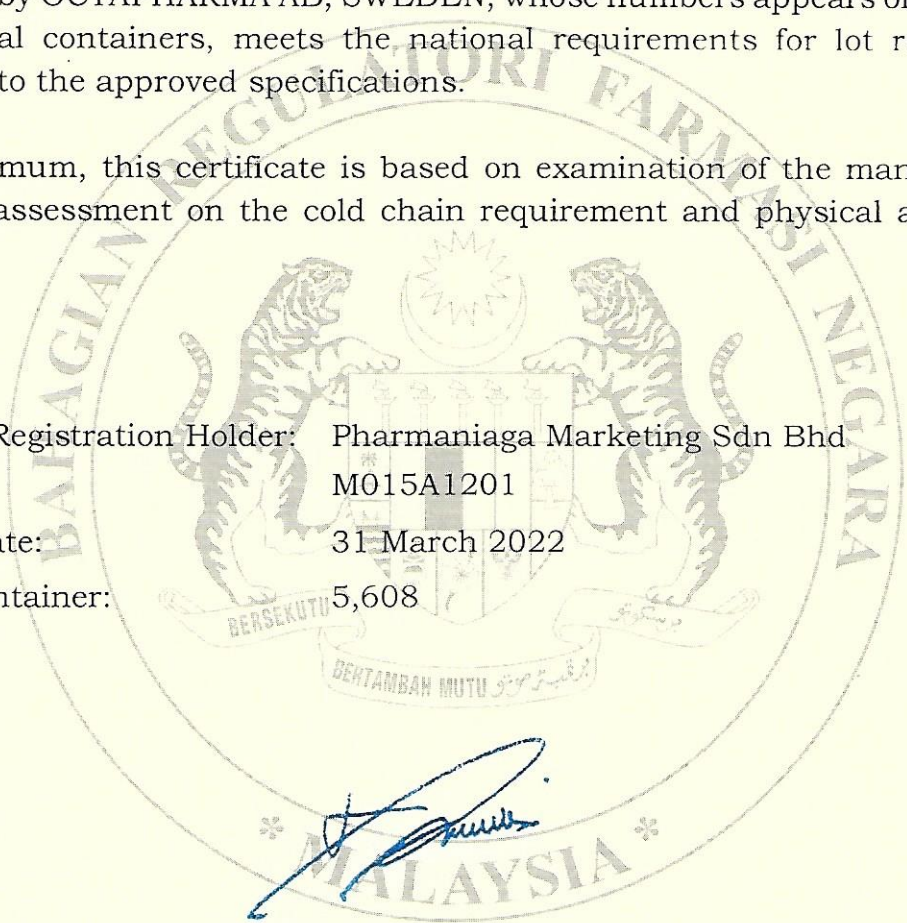 by OCTAPHARMA AB, SWEDEN, whose numbers appears o
al containers, meets the national requirements for lot r
to the approved specifications.
mum, this certificate is based on examination of the man
assessment on the cold chain requirement and physical a
Registration Holder: Pharmaniaga Marketing Sdn Bhd
M015A1201
ate: 31 March 2022
ntainer: 5,608
BAHAGIAN REGULATORI FARMASI NEGARA
BERSEKUTU
BERTAMBAH MUTU
* MALAYSIA *